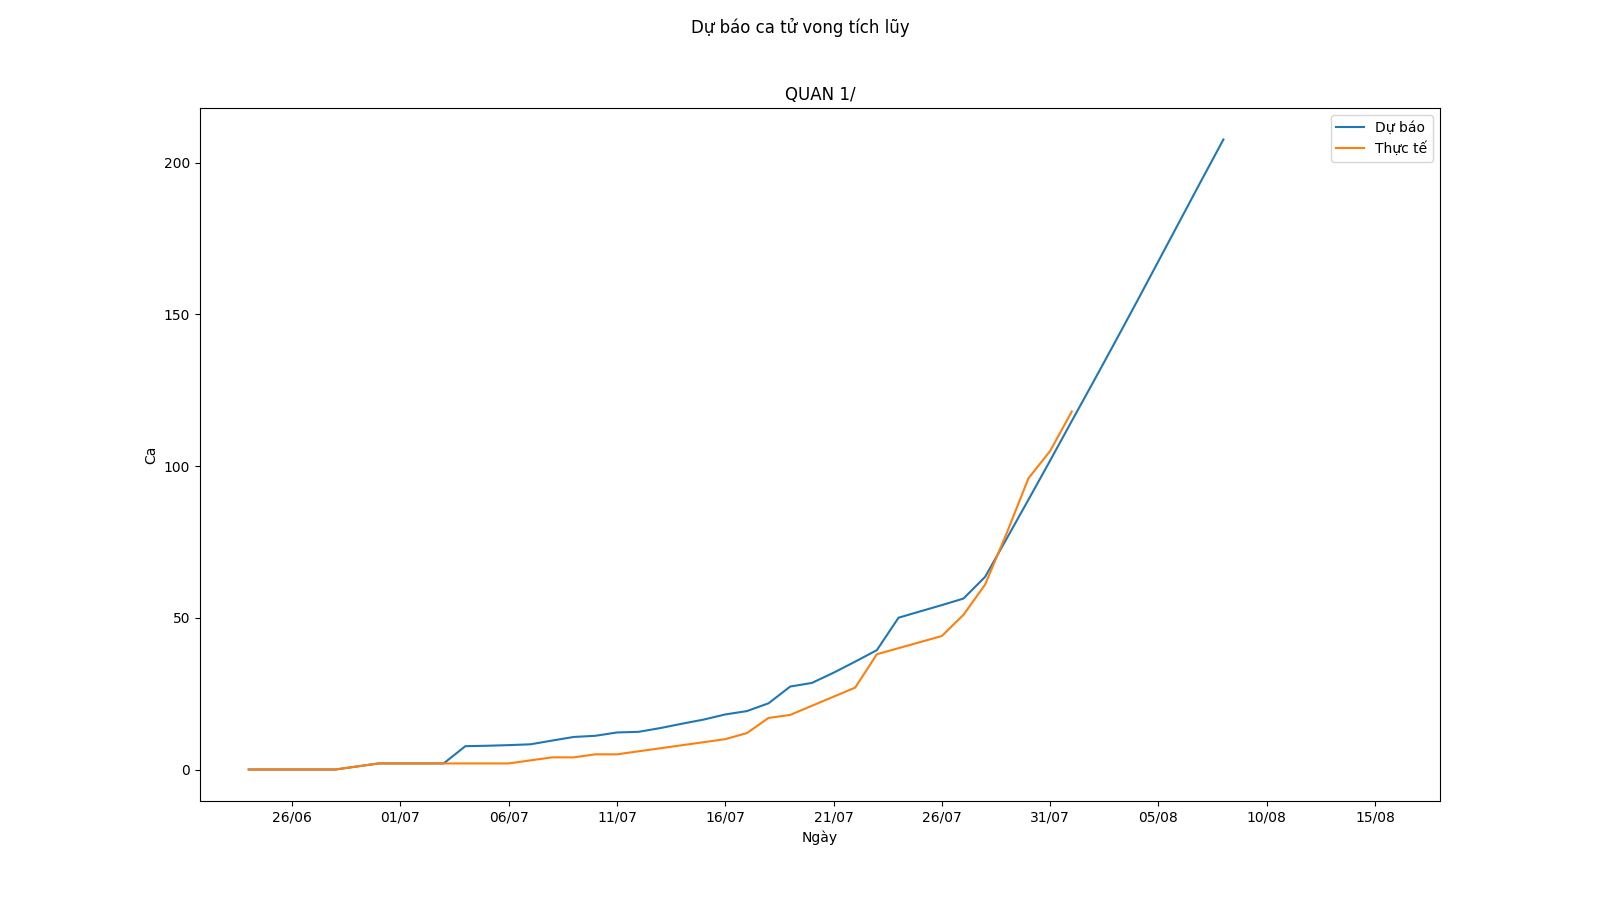 Dự báo ca tử vong tích lũy
QUAN 1/
Dự báo
Thực tế
200
150
100
50
0
Ca
26/06 01/07 06/07 11/07 16/07 21/07 26/07 31/07 05/08 10/08 15/08
Ngày